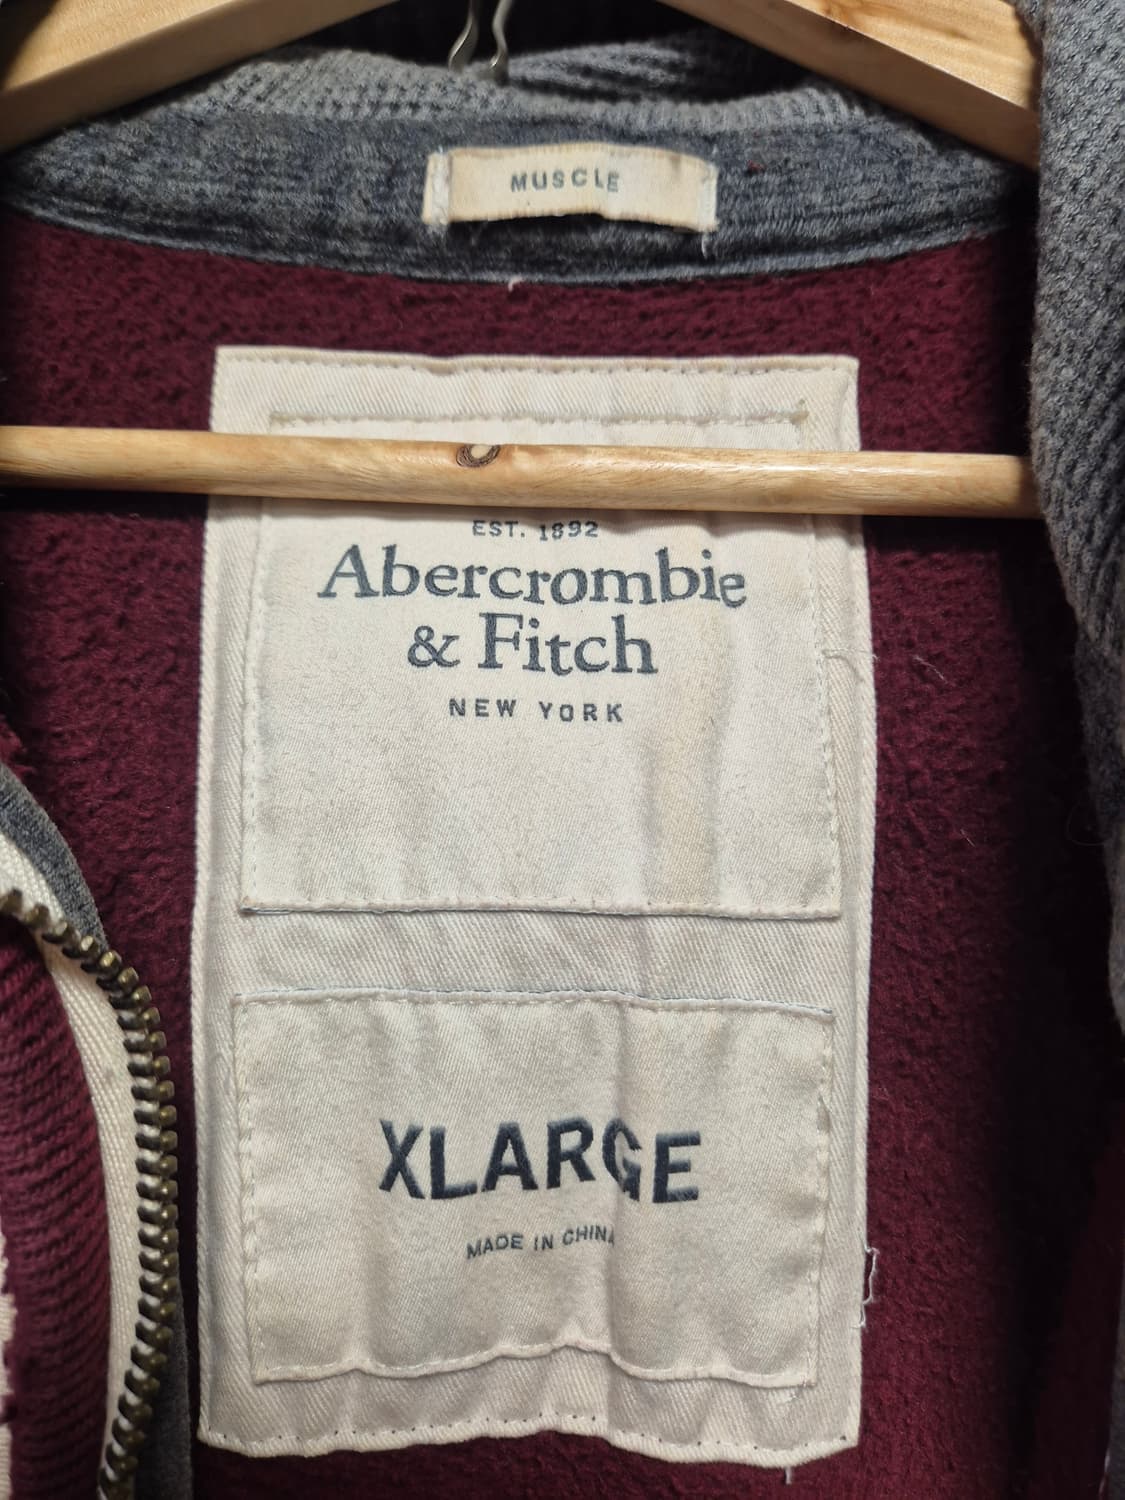 MUSCLE
EST. 1892
Abercrombie
& Fitch
NEW YORK
XLARGE
MADE IN CHINA